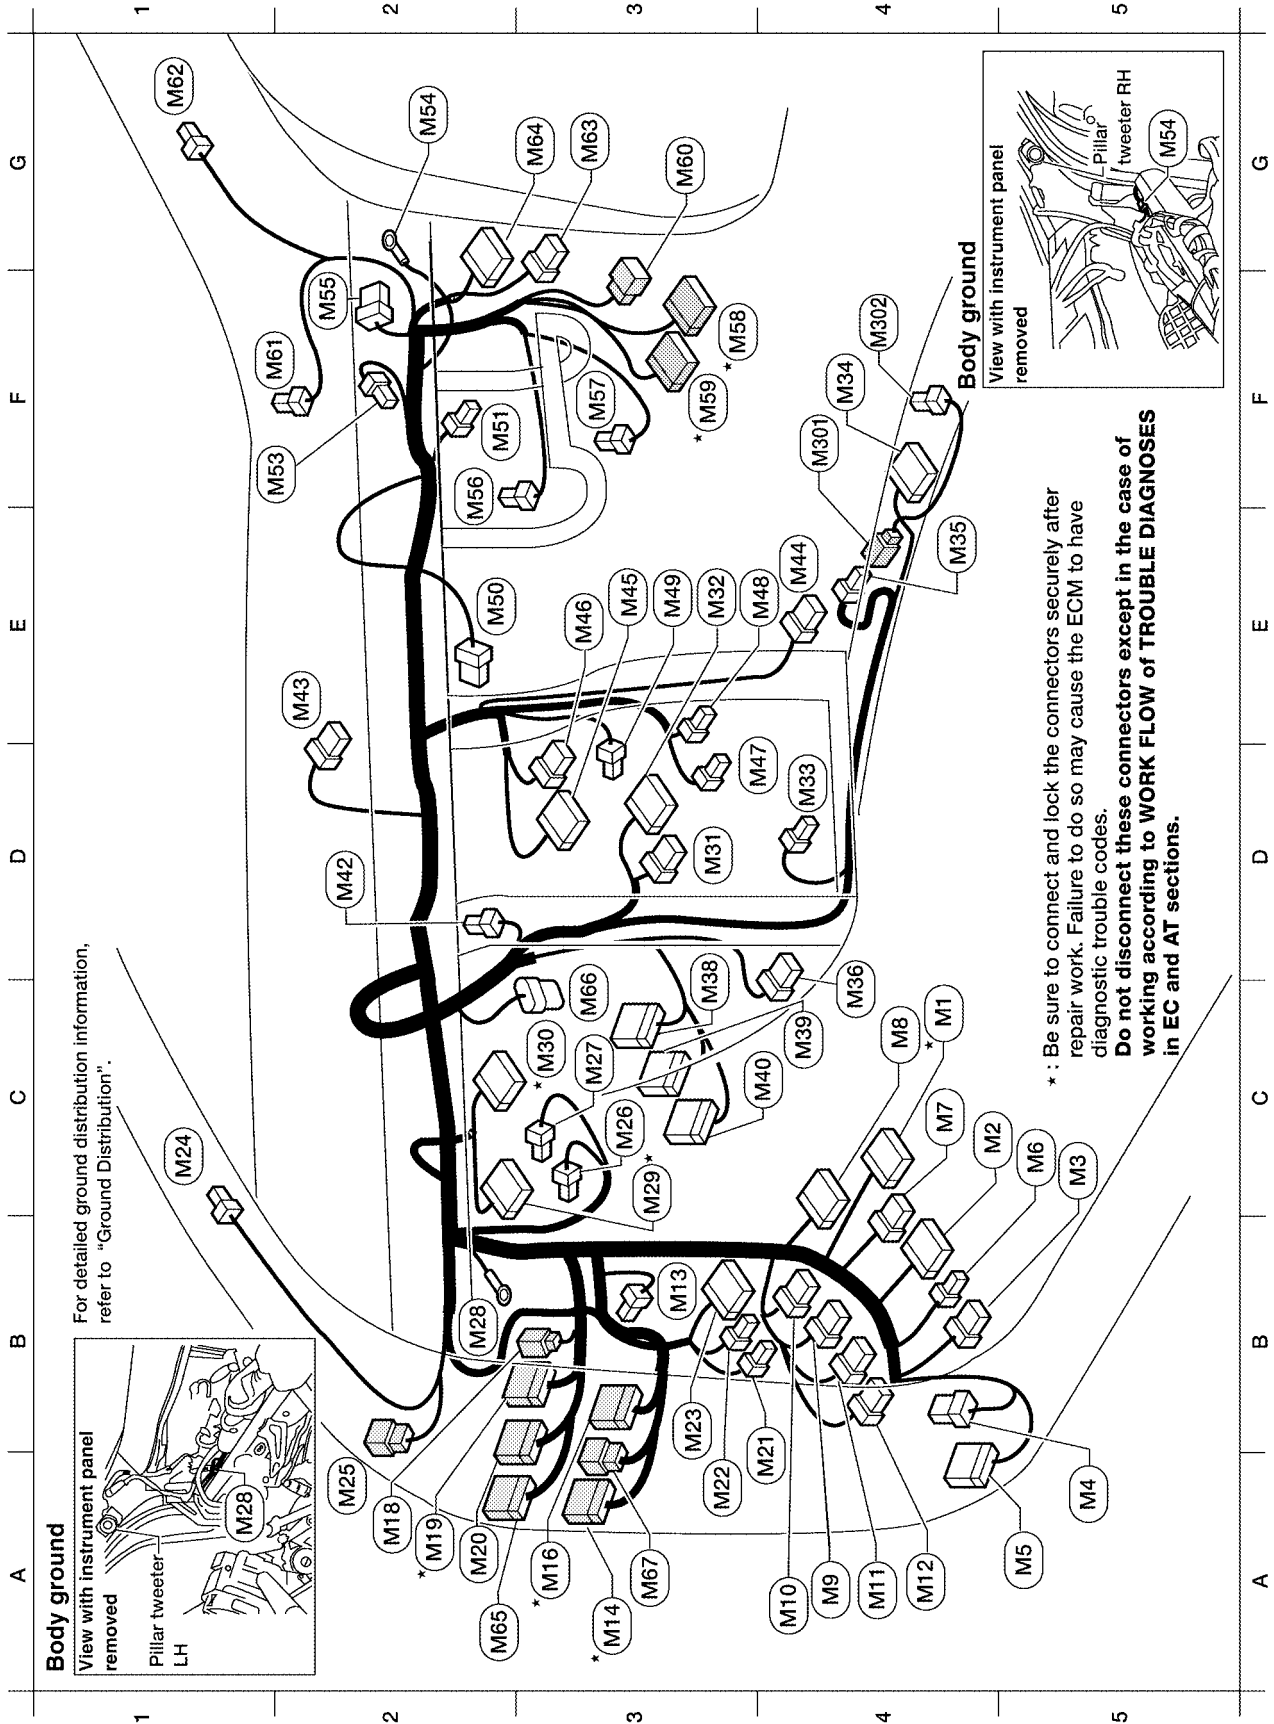 1
2
3
4
5
A
B
C
D
E
F
G
Body ground
View with instrument panel
removed
Pillar tweeter
LH
M28
For detailed ground distribution information,
refer to "Ground Distribution".
M24
M25
M42
M43
M53
M61
M55
M62
M54
M64
M63
M60
★ M58
★ M59
M57
M51
M56
M50
M46
M45
M49
M32
M48
M44
M47
M33
M31
M66
★ M30
M27
M26
★ M29
M38
M39
M40
M36
M28
M18
★ M19
M20
M65
★ M16
★ M14
M67
M13
M23
M22
M21
M10
M9
M11
M12
M8
★ M1
M7
M2
M6
M3
M4
M5
M301
M34
M302
M35
Body ground
View with instrument panel
removed
Pillar
tweeter RH
M54
★ : Be sure to connect and lock the connectors securely after
repair work. Failure to do so may cause the ECM to have
diagnostic trouble codes.
Do not disconnect these connectors except in the case of
working according to WORK FLOW of TROUBLE DIAGNOSES
in EC and AT sections.
A
B
C
D
E
F
G
1
2
3
4
5